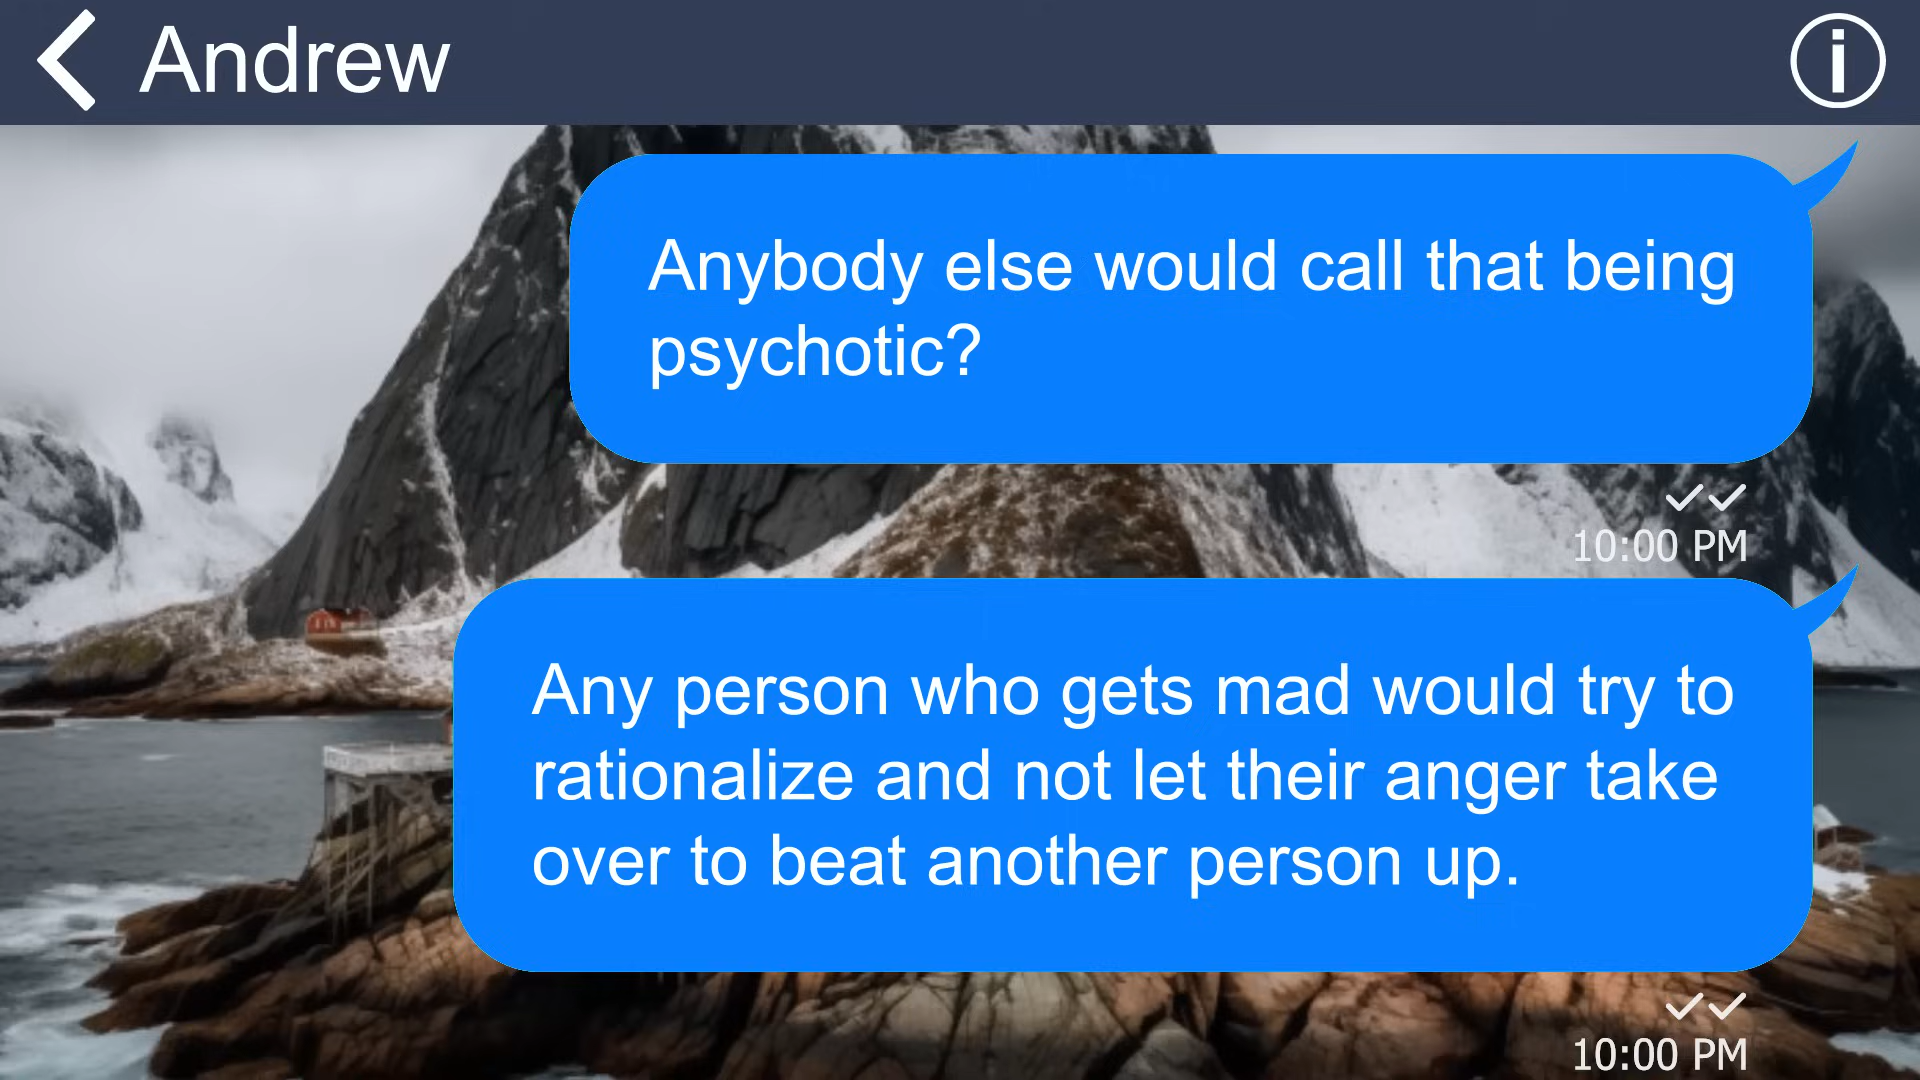 Andrew
Anybody else would call that being
psychotic?
10:00 PM
Any person who gets mad would try to
rationalize and not let their anger take
over to beat another person up.
10:00 PM